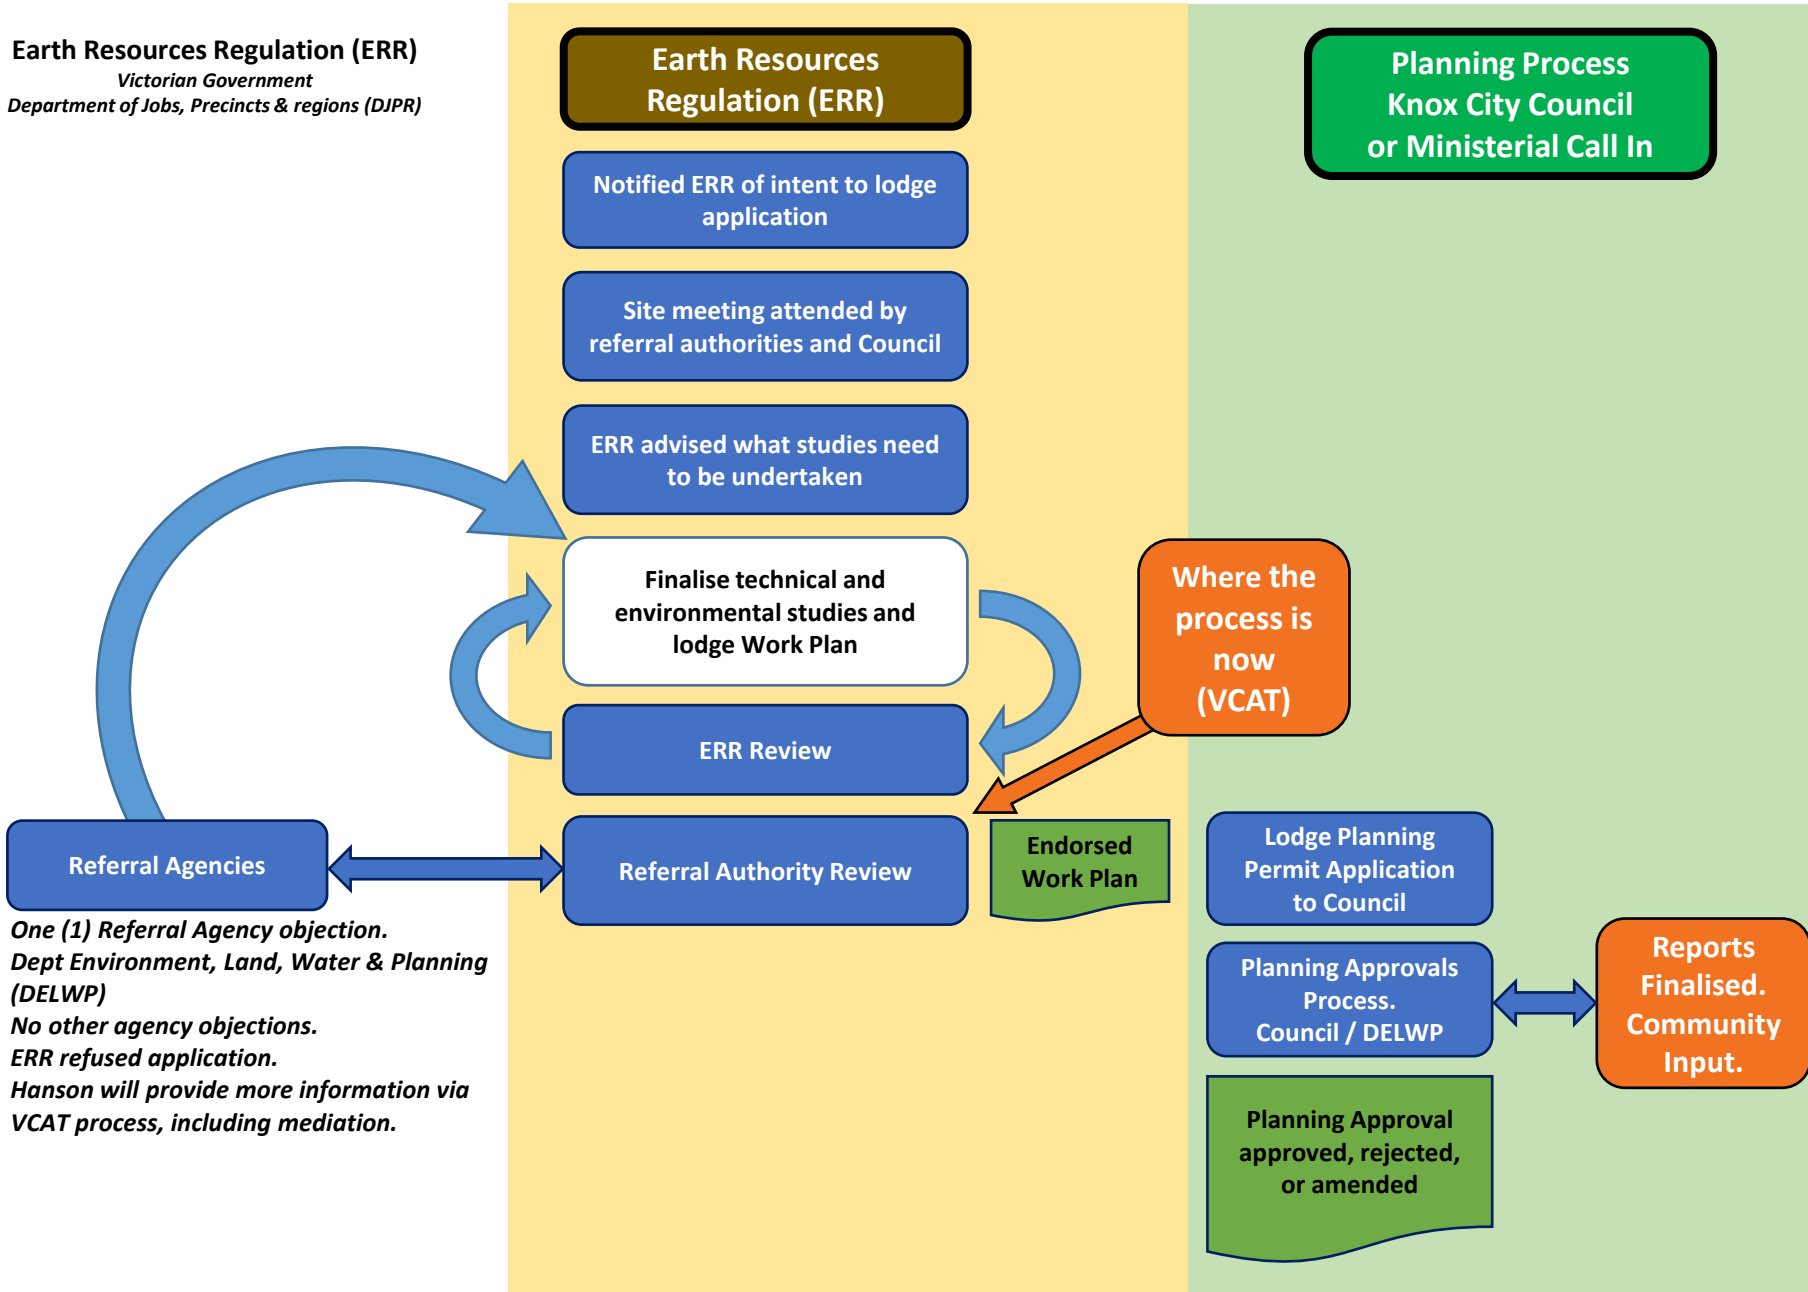 Earth Resources Regulation (ERR)
Victorian Government
Department of Jobs, Precincts & regions (DJPR)
Earth Resources
Regulation (ERR)
Planning Process
Knox City Council
or Ministerial Call In
Notified ERR of intent to lodge
application
Site meeting attended by
referral authorities and Council
ERR advised what studies need
to be undertaken
Finalise technical and
environmental studies and
lodge Work Plan
Where the
process is
now
(VCAT)
ERR Review
Referral Agencies
Referral Authority Review
Endorsed
Work Plan
Lodge Planning
Permit Application
to Council
One (1) Referral Agency objection.
Dept Environment, Land, Water & Planning
(DELWP)
No other agency objections.
ERR refused application.
Hanson will provide more information via
VCAT process, including mediation.
Planning Approvals
Process.
Council / DELWP
Reports
Finalised.
Community
Input.
Planning Approval
approved, rejected,
or amended